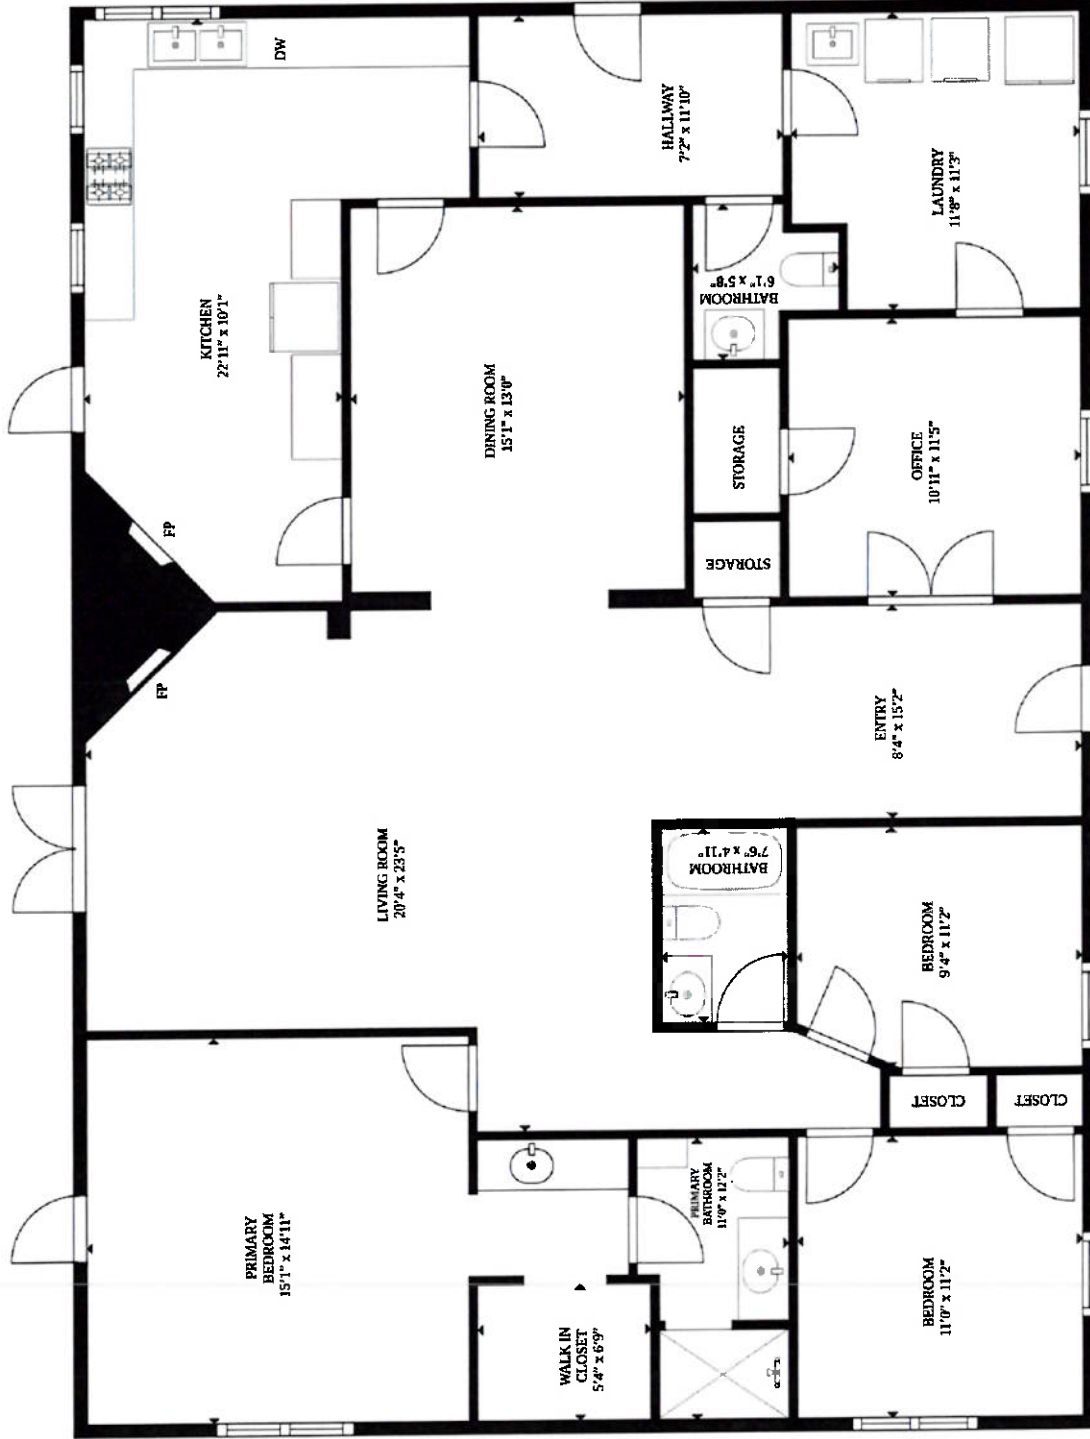 DW
KITCHEN
22'11" x 10'1"
FP
FP
HALLWAY
7'2" x 11'10"
LAUNDRY
11'8" x 11'3"
DINING ROOM
15'1" x 13'0"
BATHROOM
6'1" x 5'8"
STORAGE
STORAGE
OFFICE
10'11" x 11'5"
LIVING ROOM
20'4" x 23'5"
ENTRY
8'4" x 15'2"
BATHROOM
7'6" x 4'11"
BEDROOM
9'4" x 11'2"
CLOSET
CLOSET
PRIMARY
BEDROOM
15'1" x 14'11"
WALK IN
CLOSET
5'4" x 6'9"
PRIMARY
BATHROOM
11'0" x 12'2"
BEDROOM
11'0" x 11'2"